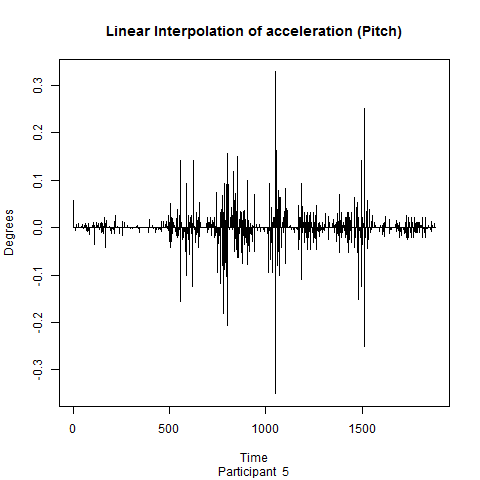 Linear Interpolation of acceleration (Pitch)
Degrees
0.3
0.2
0.1
0.0
-0.1
-0.2
-0.3
0 500 1000 1500
Time
Participant 5